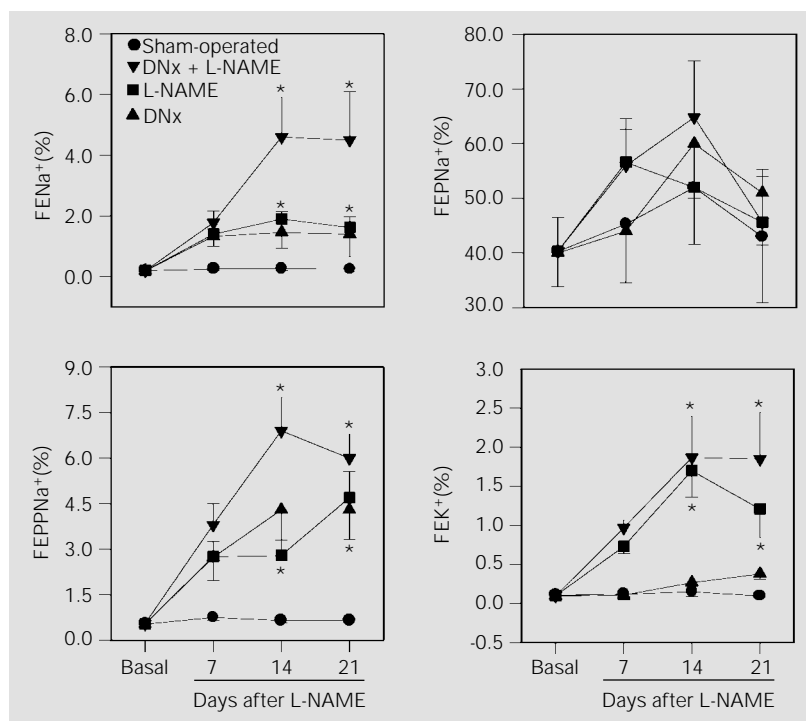 8.0
6.0
4.0
2.0
0.0
FENa+(%)
Sham-operated
DNx + L-NAME
L-NAME
DNx
* *
* *
80.0
70.0
60.0
50.0
40.0
30.0
FEPNa+(%)
9.0
7.5
6.0
4.5
3.0
1.5
0.0
FEPPNa+(%)
* *
* *
Basal 7 14 21
Days after L-NAME
3.0
2.5
2.0
1.5
1.0
0.5
0.0
-0.5
FEK+(%)
* *
* *
Basal 7 14 21
Days after L-NAME